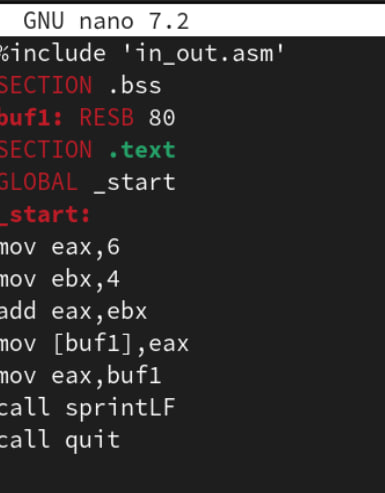 GNU nano 7.2
%include 'in_out.asm'
SECTION .bss
buf1: RESB 80
SECTION .text
GLOBAL _start
_start:
mov eax,6
mov ebx,4
add eax,ebx
mov [buf1],eax
mov eax,buf1
call sprintLF
call quit